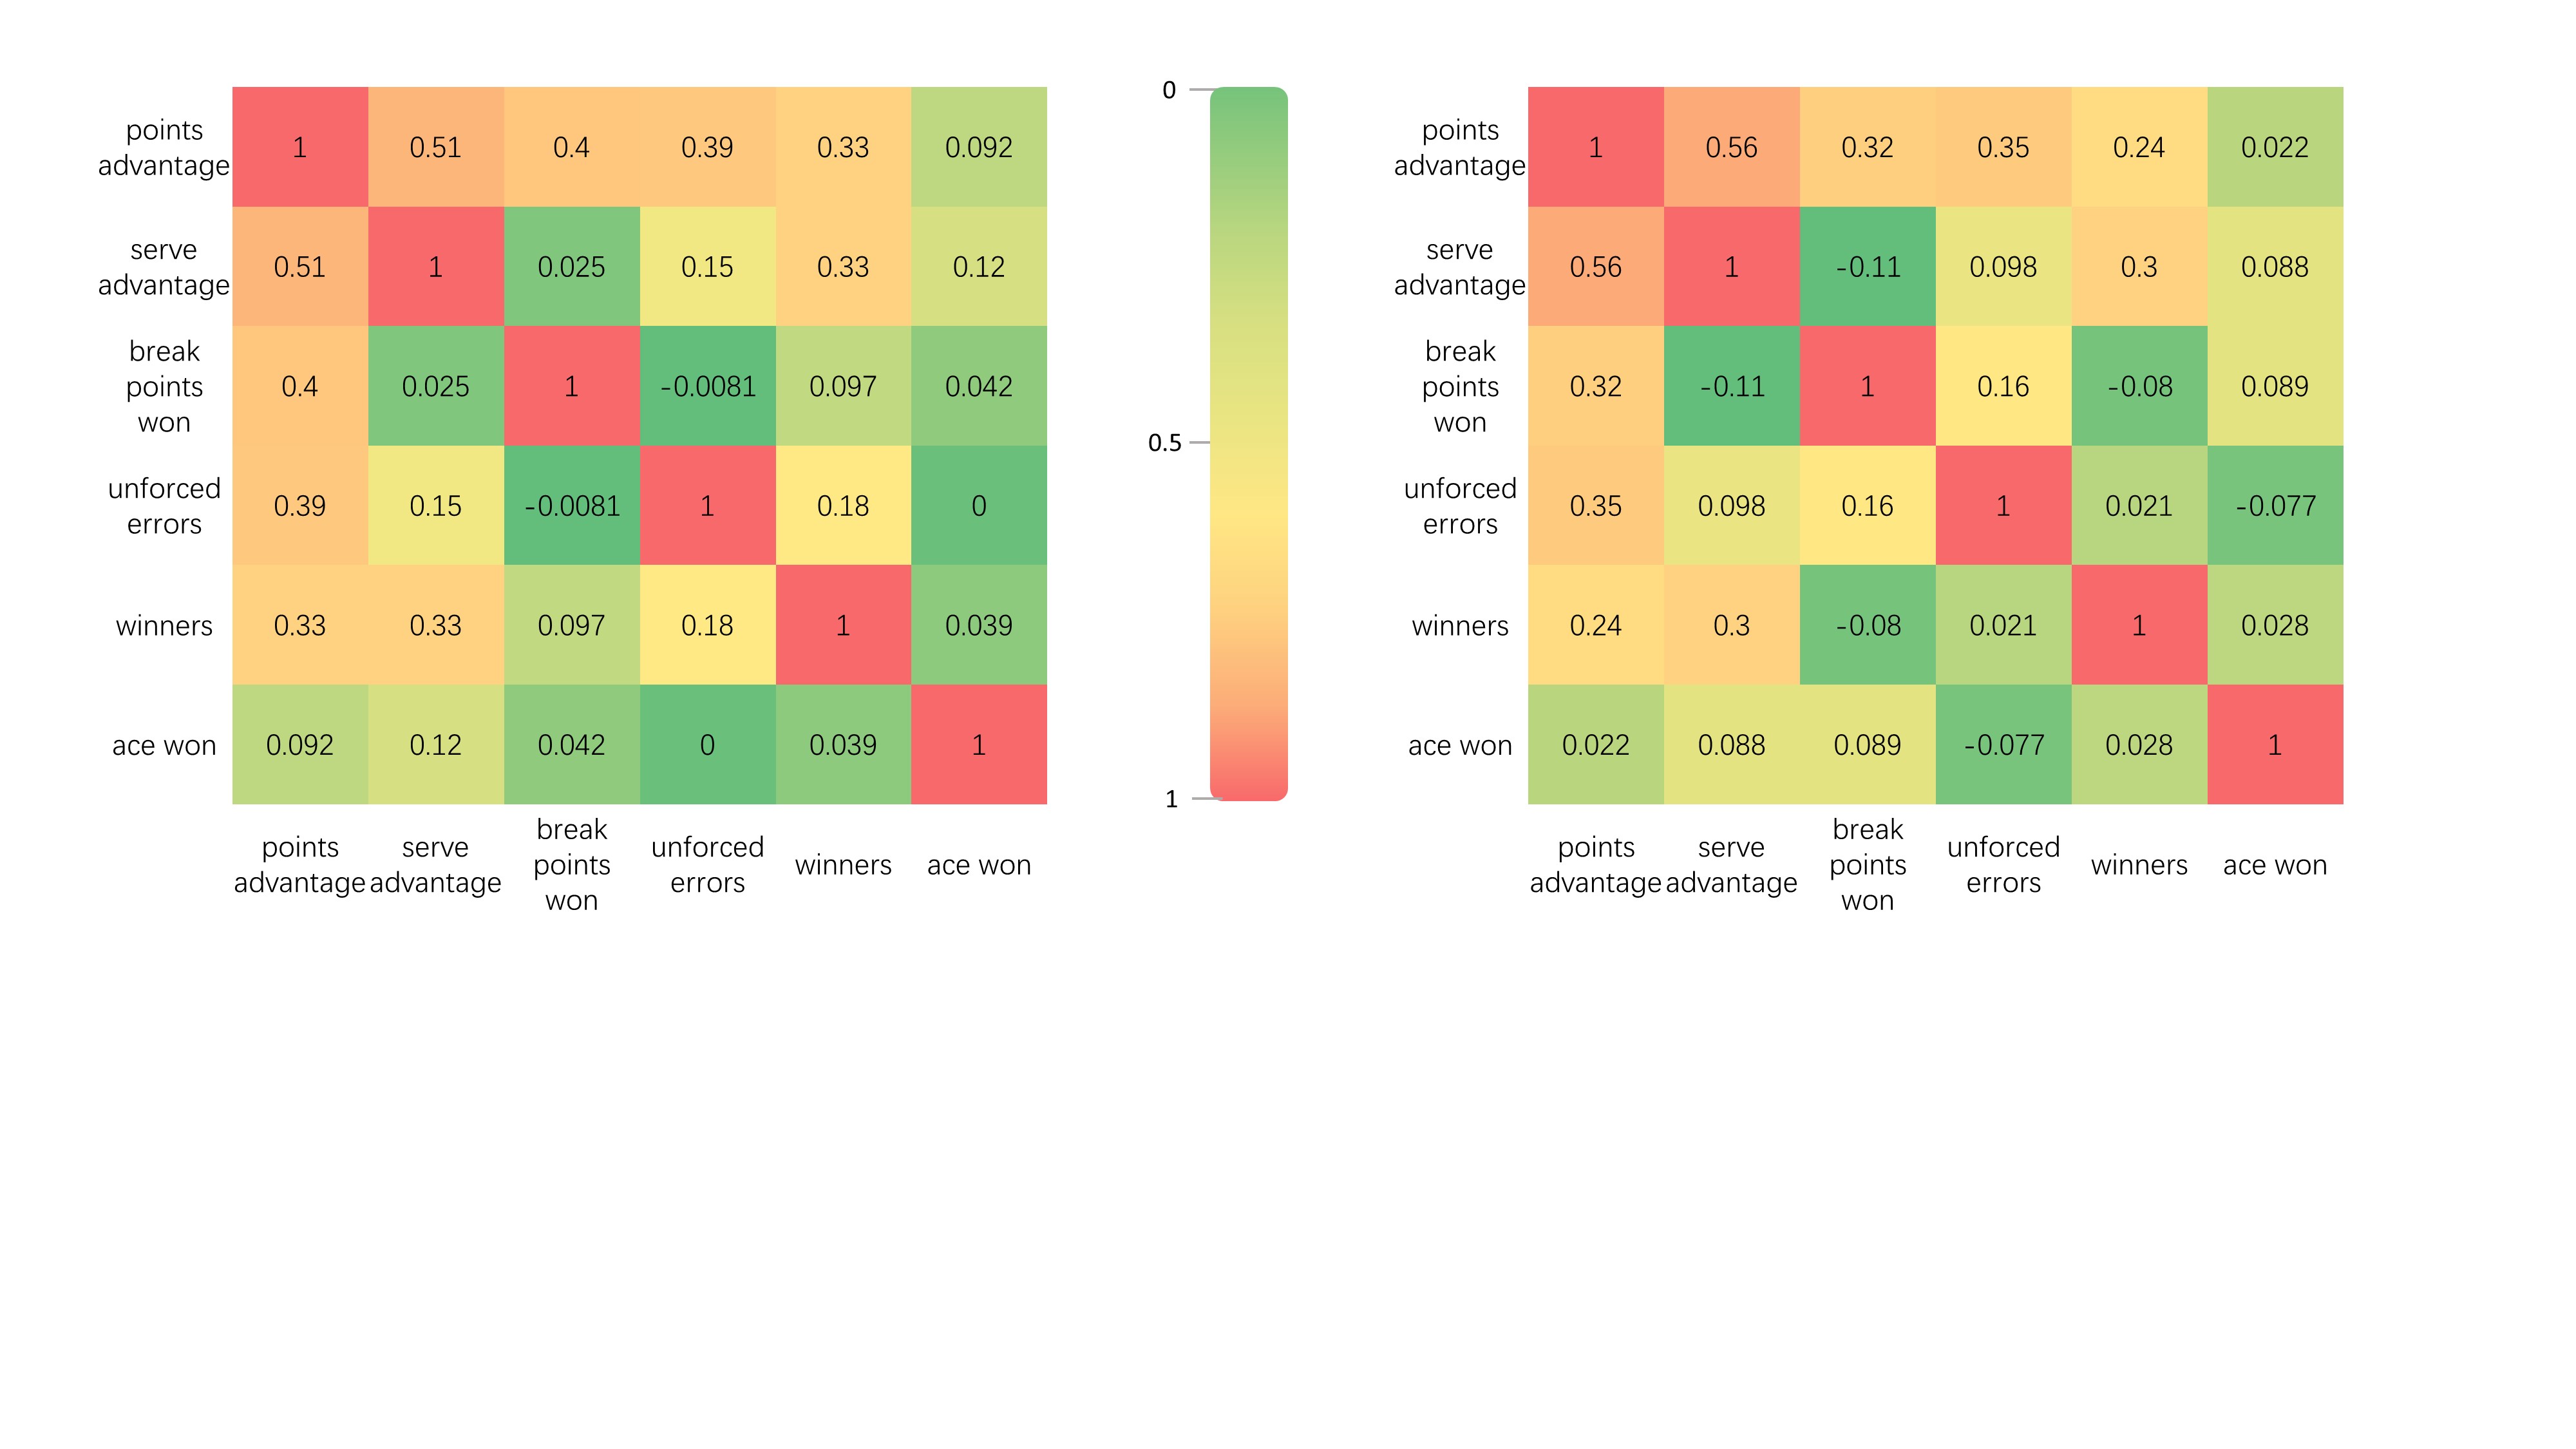 points
advantage
1
0.51
0.4
0.39
0.33
0.092
serve
advantage
0.51
1
0.025
0.15
0.33
0.12
break
points
won
0.4
0.025
1
-0.0081
0.097
0.042
unforced
errors
0.39
0.15
-0.0081
1
0.18
0
winners
0.33
0.33
0.097
0.18
1
0.039
ace won
0.092
0.12
0.042
0
0.039
1
points
advantage
serve
advantage
break
points
won
unforced
errors
winners
ace won
0
0.5
1
points
advantage
1
0.56
0.32
0.35
0.24
0.022
serve
advantage
0.56
1
-0.11
0.098
0.3
0.088
break
points
won
0.32
-0.11
1
0.16
-0.08
0.089
unforced
errors
0.35
0.098
0.16
1
0.021
-0.077
winners
0.24
0.3
-0.08
0.021
1
0.028
ace won
0.022
0.088
0.089
-0.077
0.028
1
points
advantage
serve
advantage
break
points
won
unforced
errors
winners
ace won